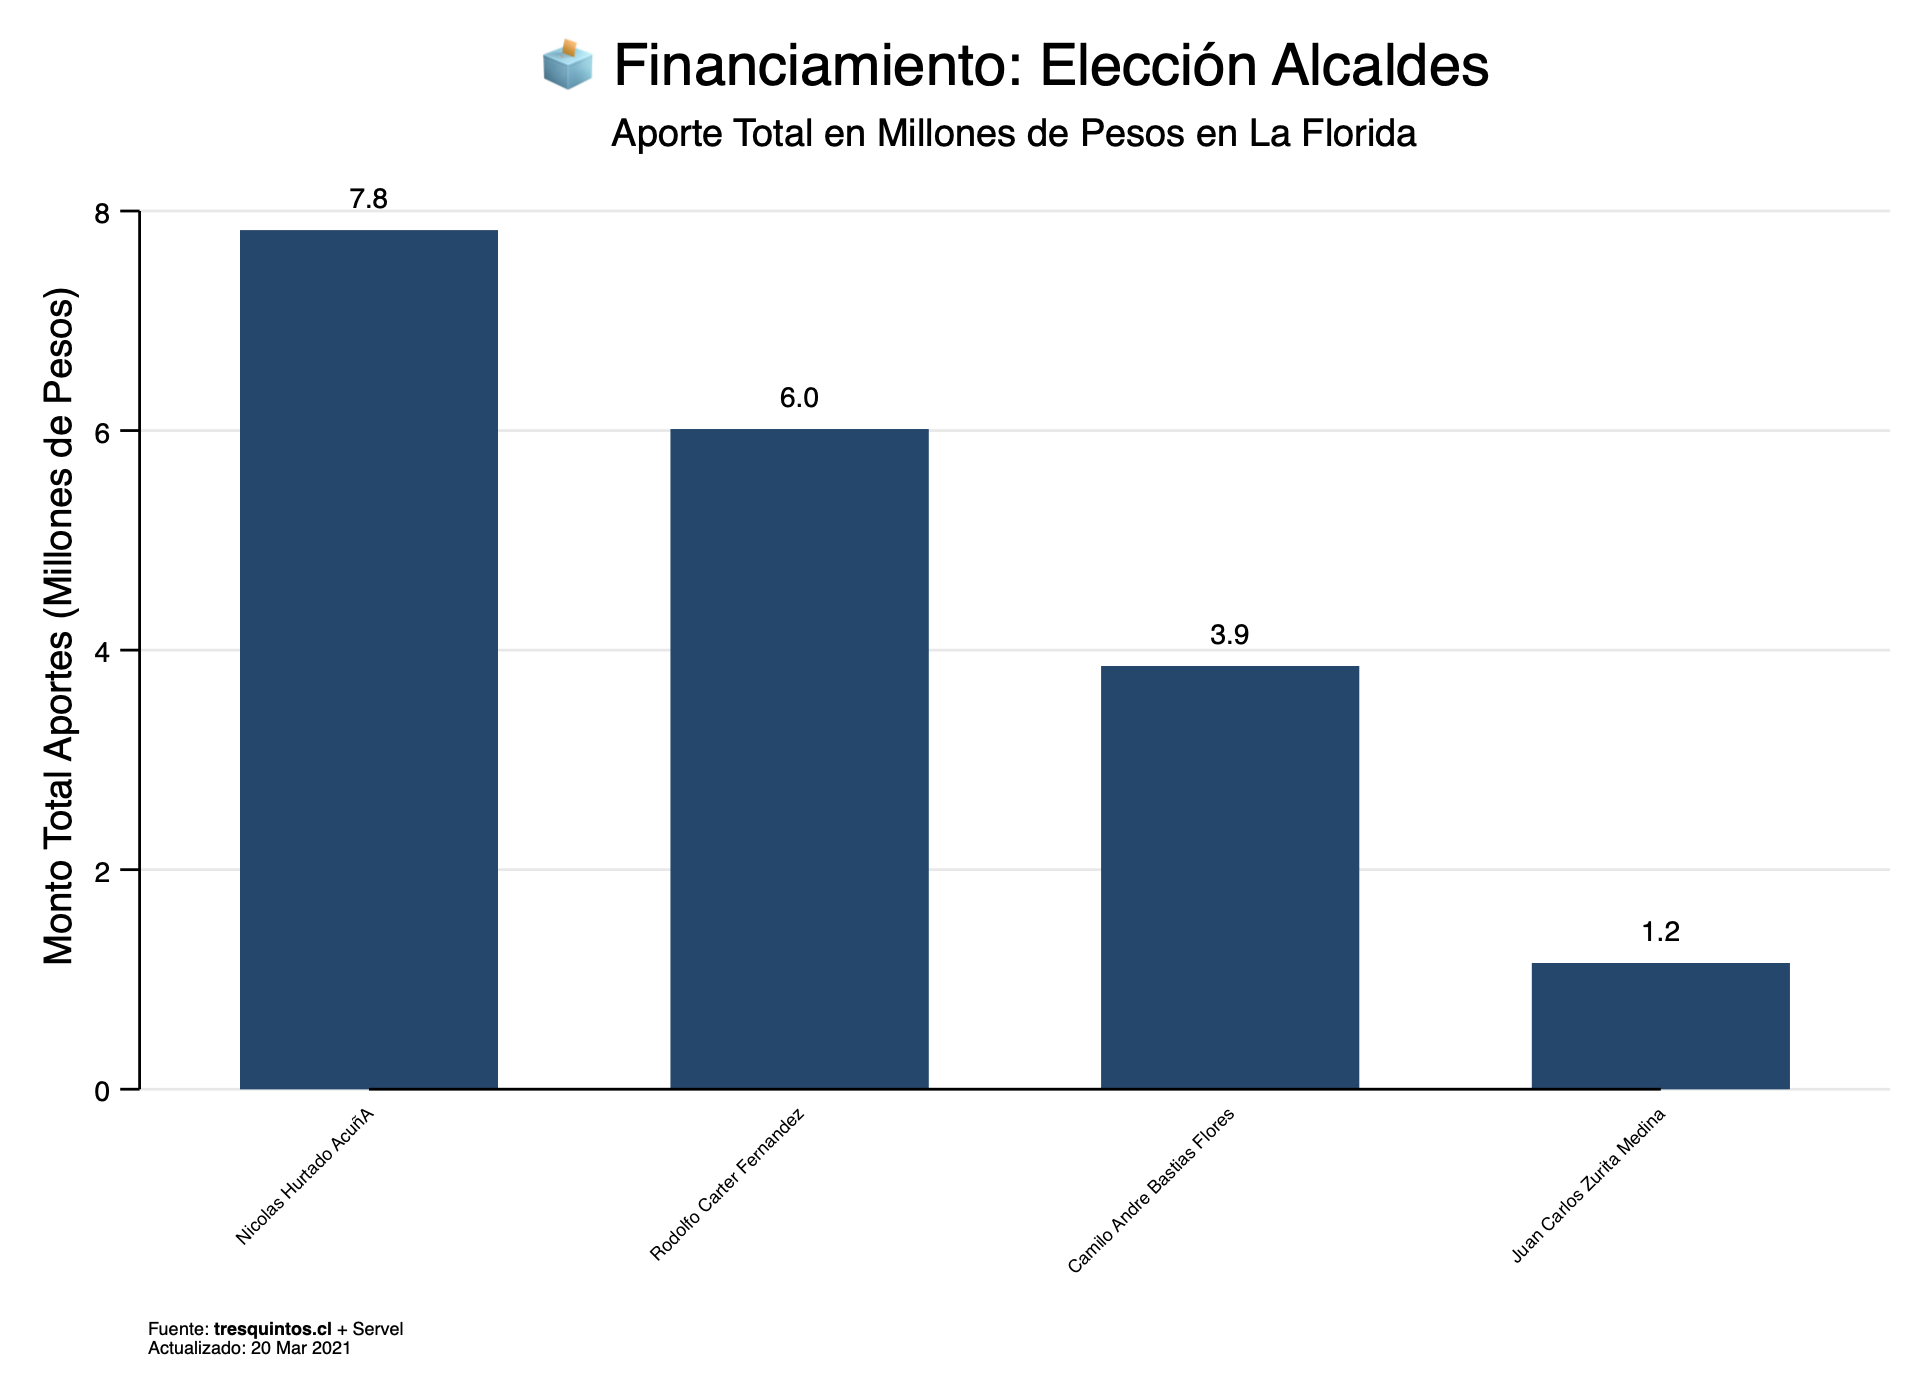 🗳️ Financiamiento: Elección Alcaldes
Aporte Total en Millones de Pesos en La Florida
Monto Total Aportes (Millones de Pesos)
8
6
4
2
0
7.8
6.0
3.9
1.2
Nicolas Hurtado AcuñA
Rodolfo Carter Fernandez
Camilo Andre Bastias Flores
Juan Carlos Zurita Medina
Fuente: tresquintos.cl + Servel
Actualizado: 20 Mar 2021